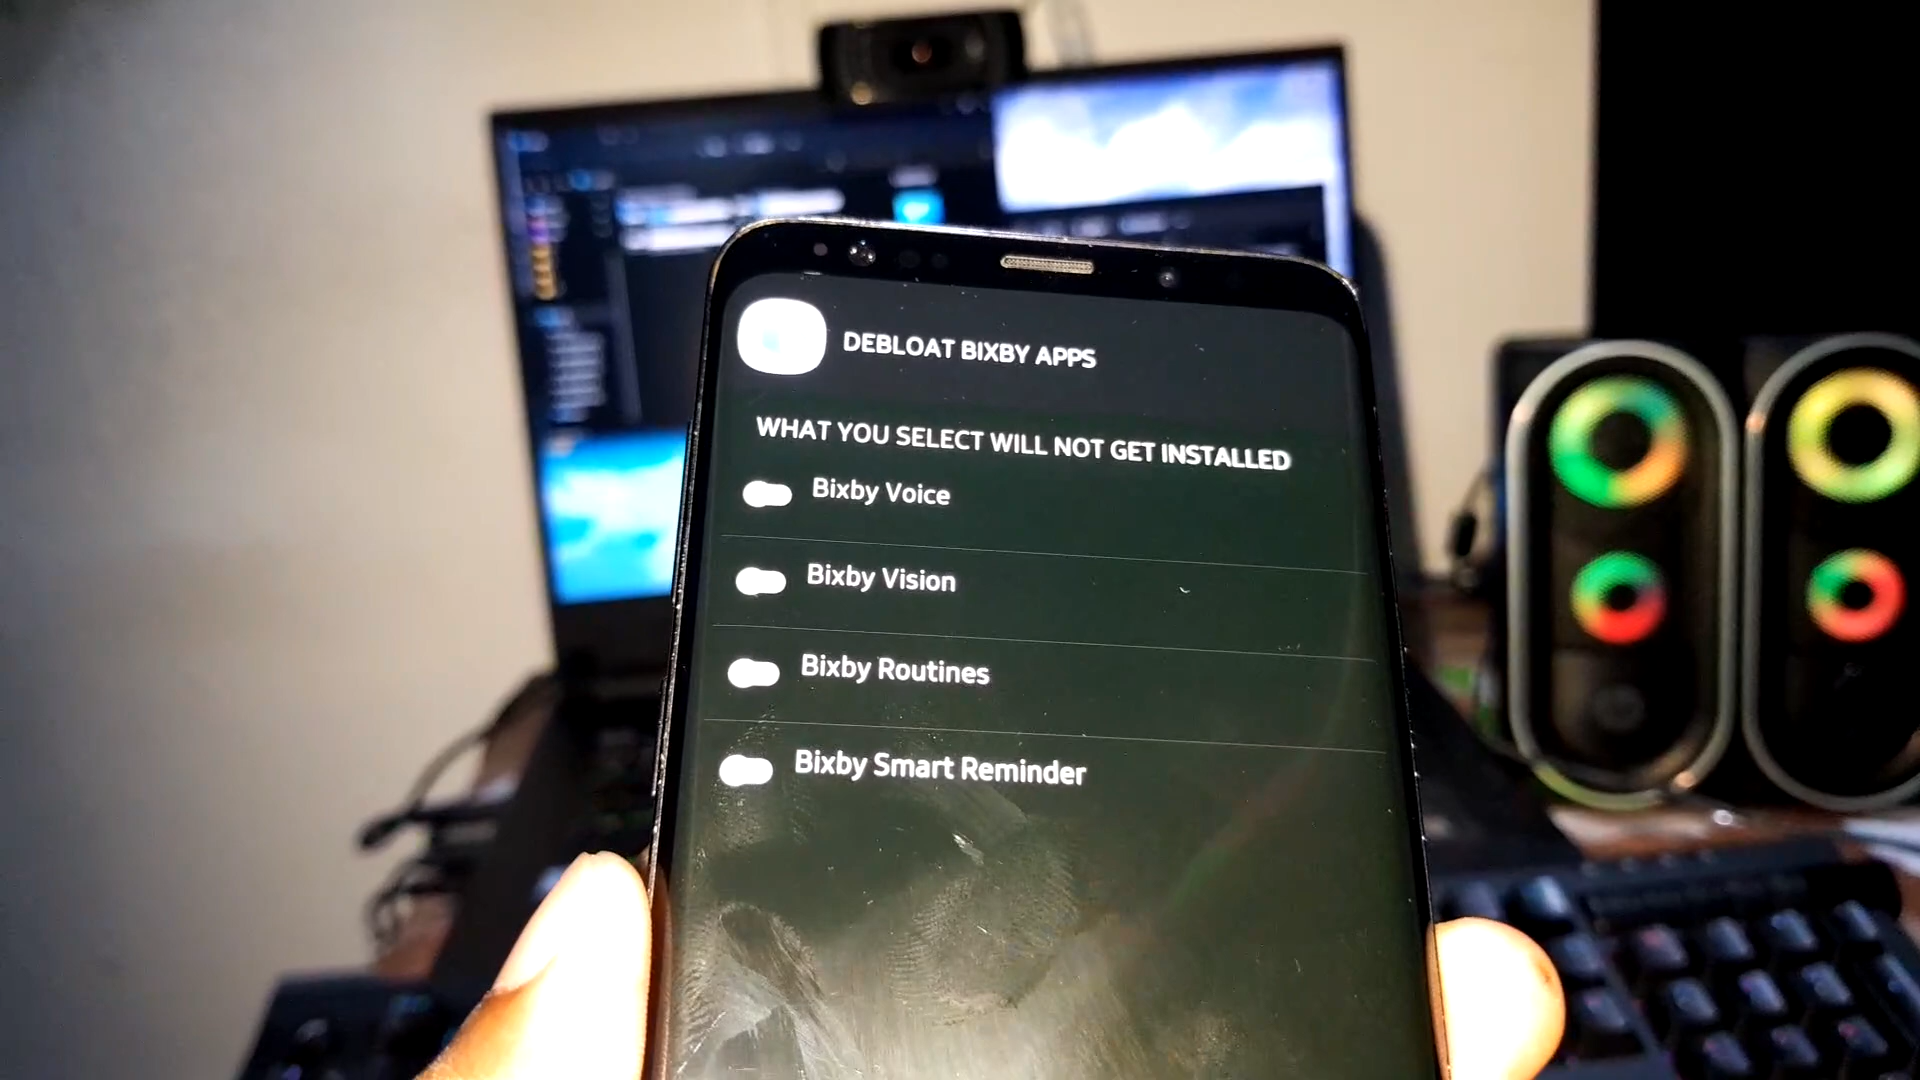 DEBLOAT BIXBY APPS
WHAT YOU SELECT WILL NOT GET INSTALLED
Bixby Voice
Bixby Vision
Bixby Routines
Bixby Smart Reminder